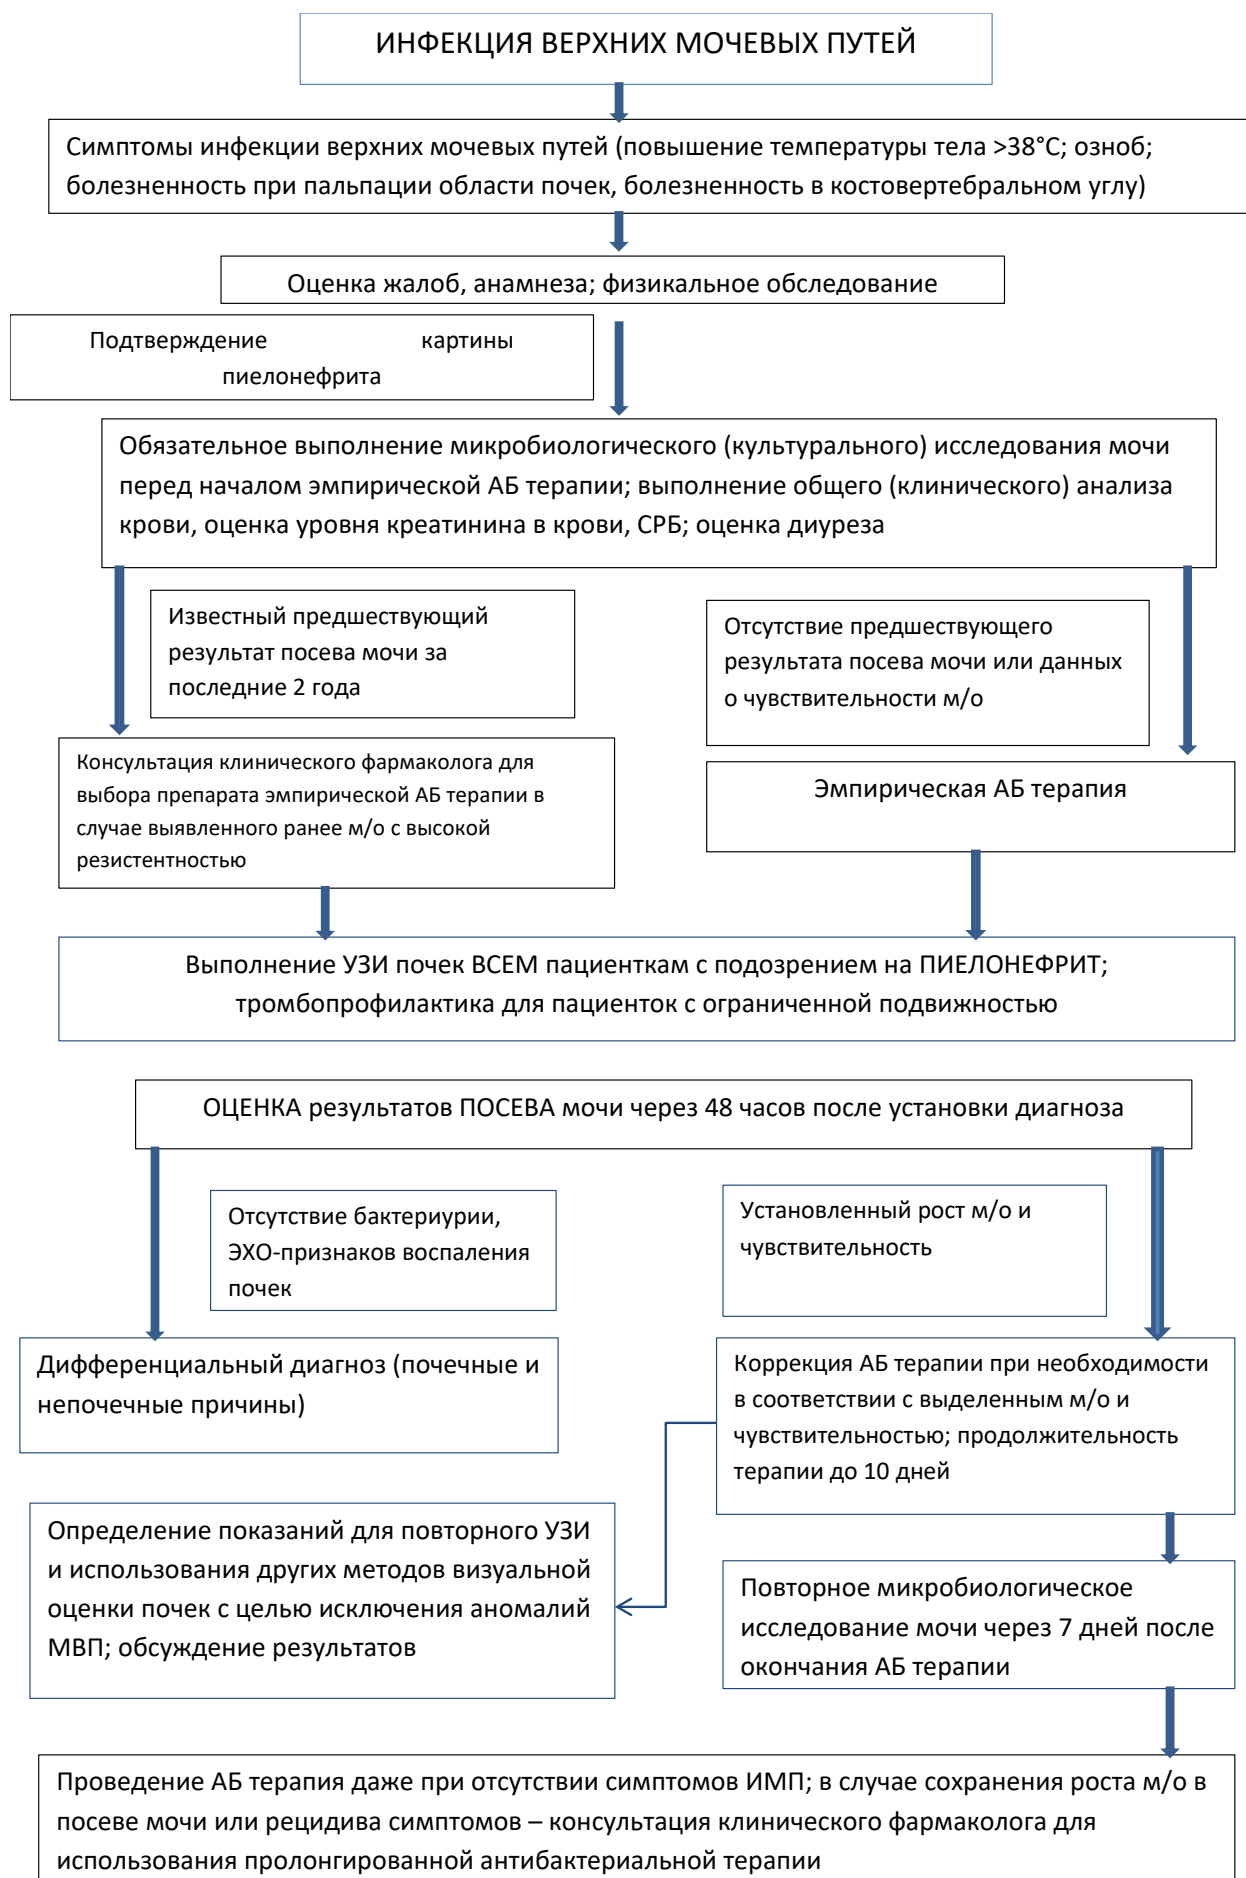 ИНФЕКЦИЯ ВЕРХНИХ МОЧЕВЫХ ПУТЕЙ
Симптомы инфекции верхних мочевых путей (повышение температуры тела >38°С; озноб;
болезненность при пальпации области почек, болезненность в костовертебральном углу)
Оценка жалоб, анамнеза; физикальное обследование
Подтверждение картины
пиелонефрита
Обязательное выполнение микробиологического (культурального) исследования мочи
перед началом эмпирической АБ терапии; выполнение общего (клинического) анализа
крови, оценка уровня креатинина в крови, СРБ; оценка диуреза
Известный предшествующий
результат посева мочи за
последние 2 года
Отсутствие предшествующего
результата посева мочи или данных
о чувствительности м/о
Консультация клинического фармаколога для
выбора препарата эмпирической АБ терапии в
случае выявленного ранее м/о с высокой
резистентностью
Эмпирическая АБ терапия
Выполнение УЗИ почек ВСЕМ пациенткам с подозрением на ПИЕЛОНЕФРИТ;
тромбопрофилактика для пациенток с ограниченной подвижностью
ОЦЕНКА результатов ПОСЕВА мочи через 48 часов после установки диагноза
Отсутствие бактериурии,
ЭХО-признаков воспаления
почек
Установленный рост м/о и
чувствительность
Дифференциальный диагноз (почечные и
непочечные причины)
Коррекция АБ терапии при необходимости
в соответствии с выделенным м/о и
чувствительностью; продолжительность
терапии до 10 дней
Определение показаний для повторного УЗИ
и использования других методов визуальной
оценки почек с целью исключения аномалий
МВП; обсуждение результатов
Повторное микробиологическое
исследование мочи через 7 дней после
окончания АБ терапии
Проведение АБ терапия даже при отсутствии симптомов ИМП; в случае сохранения роста м/о в
посеве мочи или рецидива симптомов – консультация клинического фармаколога для
использования пролонгированной антибактериальной терапии